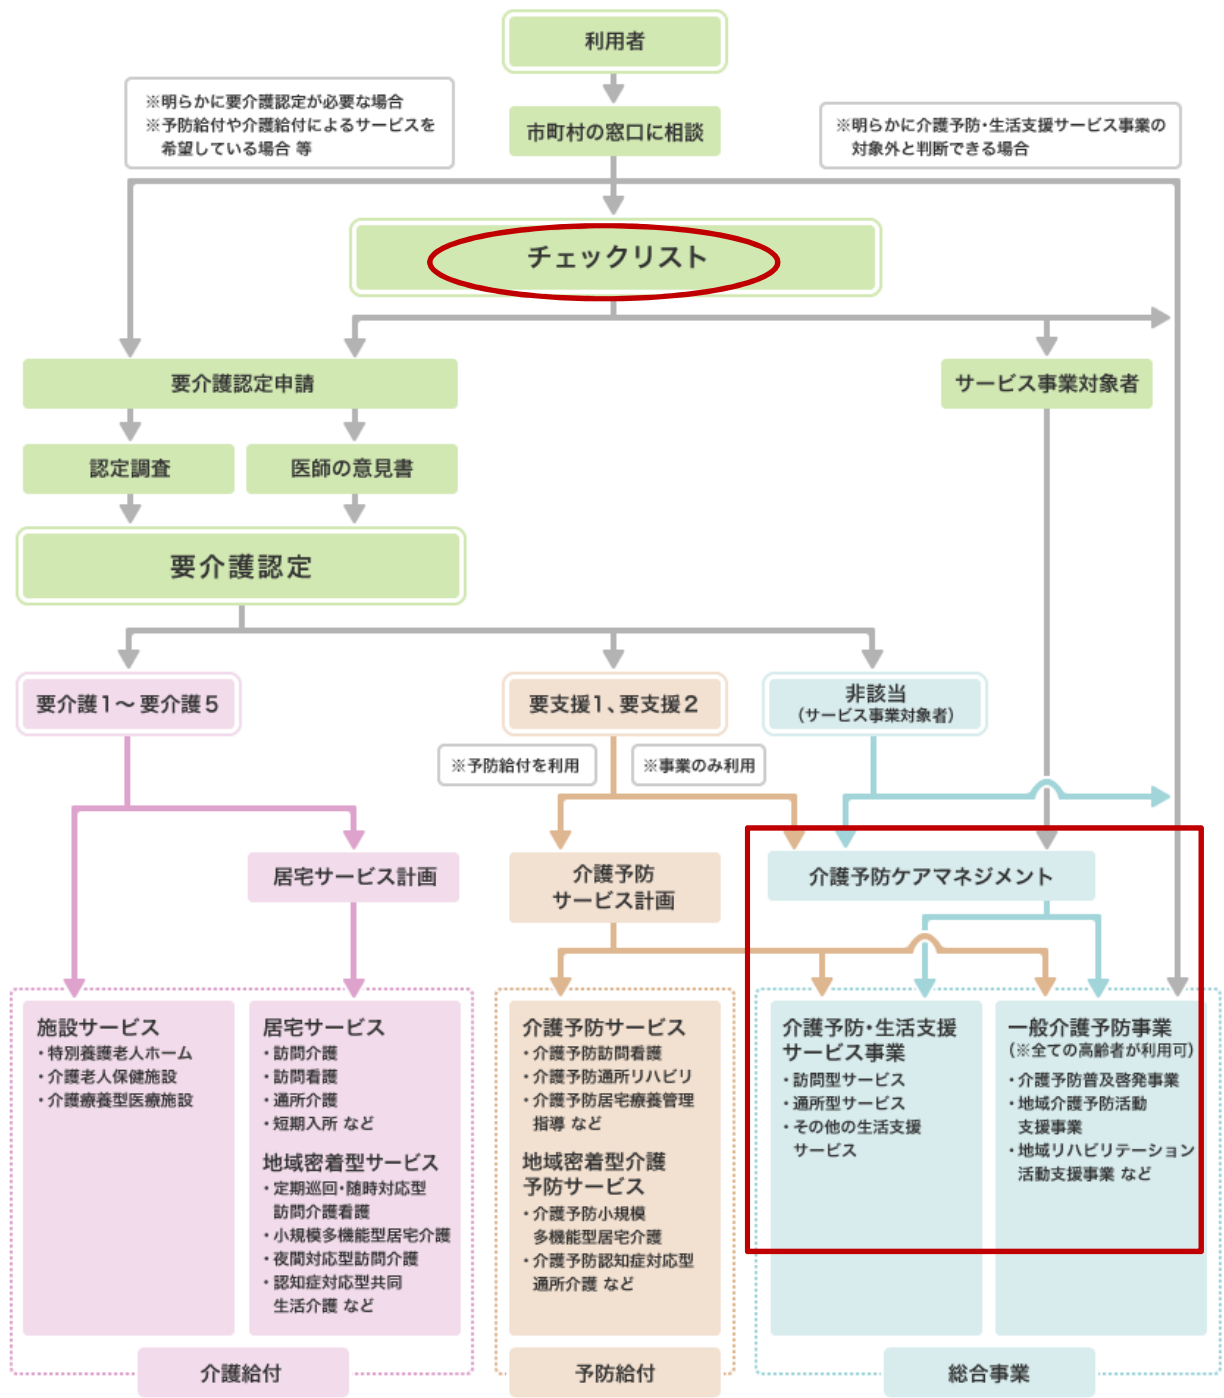 利用者
※明らかに要介護認定が必要な場合
※予防給付や介護給付によるサービスを
希望している場合 等
市町村の窓口に相談
※明らかに介護予防・生活支援サービス事業の
対象外と判断できる場合
チェックリスト
要介護認定申請
サービス事業対象者
認定調査
医師の意見書
要介護認定
要介護1〜要介護5
要支援1、要支援2
非該当
(サービス事業対象者)
※予防給付を利用
※事業のみ利用
居宅サービス計画
介護予防
サービス計画
介護予防ケアマネジメント
施設サービス
・特別養護老人ホーム
・介護老人保健施設
・介護療養型医療施設
居宅サービス
・訪問介護
・訪問看護
・通所介護
・短期入所 など
地域密着型サービス
・定期巡回・随時対応型
訪問介護看護
・小規模多機能型居宅介護
・夜間対応型訪問介護
・認知症対応型共同
生活介護 など
介護予防サービス
・介護予防訪問看護
・介護予防通所リハビリ
・介護予防居宅療養管理
指導 など
地域密着型介護
予防サービス
・介護予防小規模
多機能型居宅介護
・介護予防認知症対応型
通所介護 など
介護予防・生活支援
サービス事業
・訪問型サービス
・通所型サービス
・その他の生活支援
サービス
一般介護予防事業
(※全ての高齢者が利用可)
・介護予防普及啓発事業
・地域介護予防活動
支援事業
・地域リハビリテーション
活動支援事業 など
介護給付
予防給付
総合事業